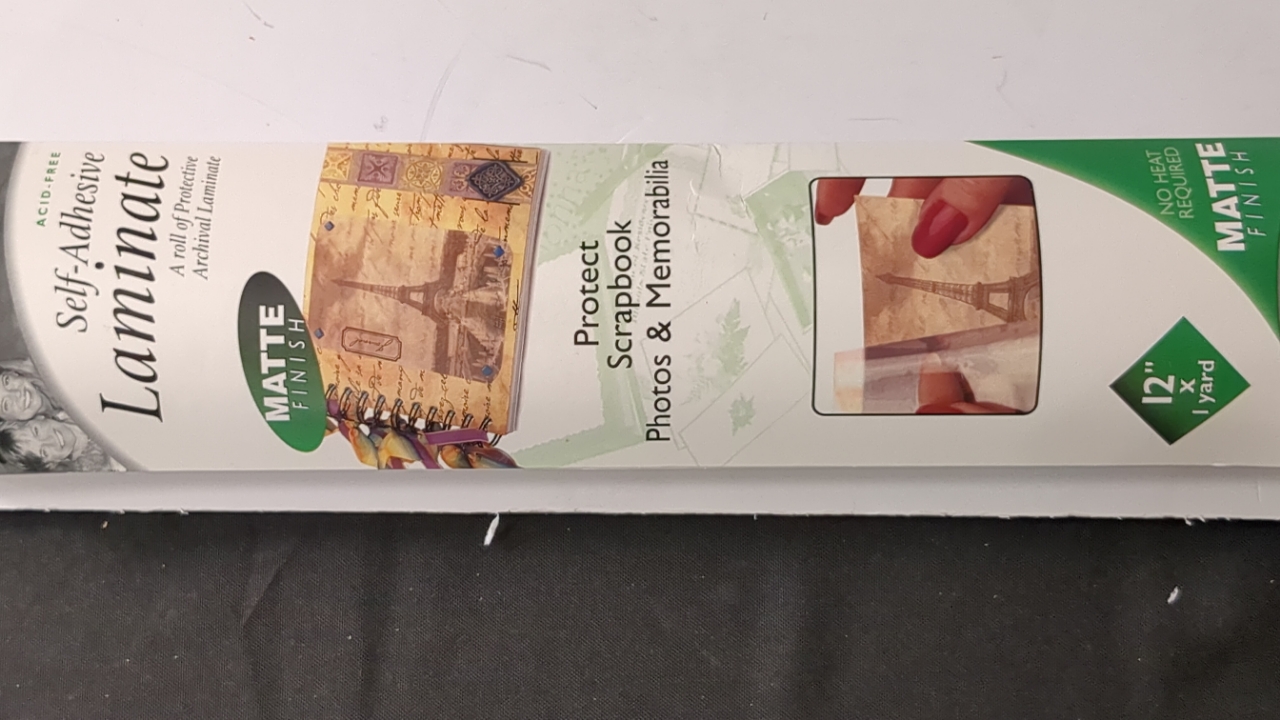 ACID-FREE
Self-Adhesive
Laminate
A roll of Protective
Archival Laminate
MATTE
FINISH
Protect
Scrapbook
Photos & Memorabilia
NO HEAT
REQUIRED
MATTE
FINISH
12"
x
1 yard